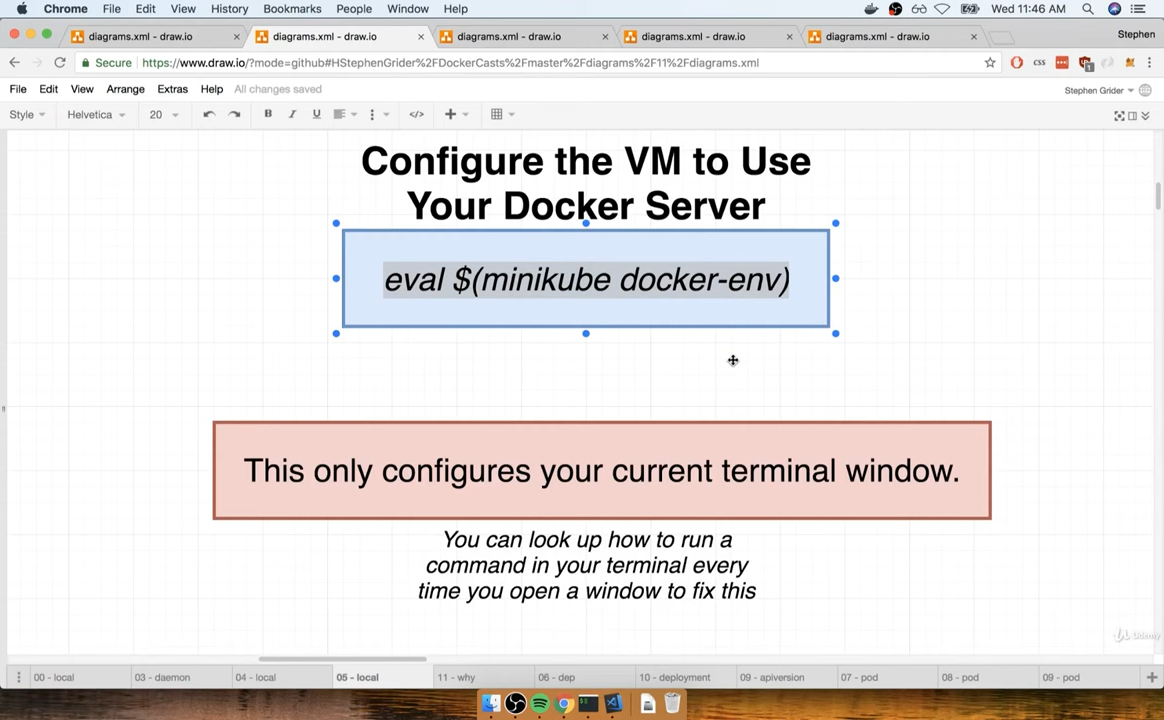 Chrome File Edit View History Bookmarks People Window Help Wed 11:46 AM
diagrams.xml - draw.io diagrams.xml - draw.io diagrams.xml - draw.io diagrams.xml - draw.io diagrams.xml - draw.io Stephen
Secure https://www.draw.io/?mode=github#HStephenGrider%2FDockerCasts%2Fmaster%2Fdiagrams%2F11%2Fdiagrams.xml CSS 1
File Edit View Arrange Extras Help All changes saved Stephen Grider
Style Helvetica 20 B I U </>
Configure the VM to Use
Your Docker Server
eval $(minikube docker-env)
This only configures your current terminal window.
You can look up how to run a
command in your terminal every
time you open a window to fix this
Udemy
00 - local 03 - daemon 04 - local 05 - local 11 - why 06 - dep 10 - deployment 09 - apiversion 07 - pod 08 - pod 09 - pod